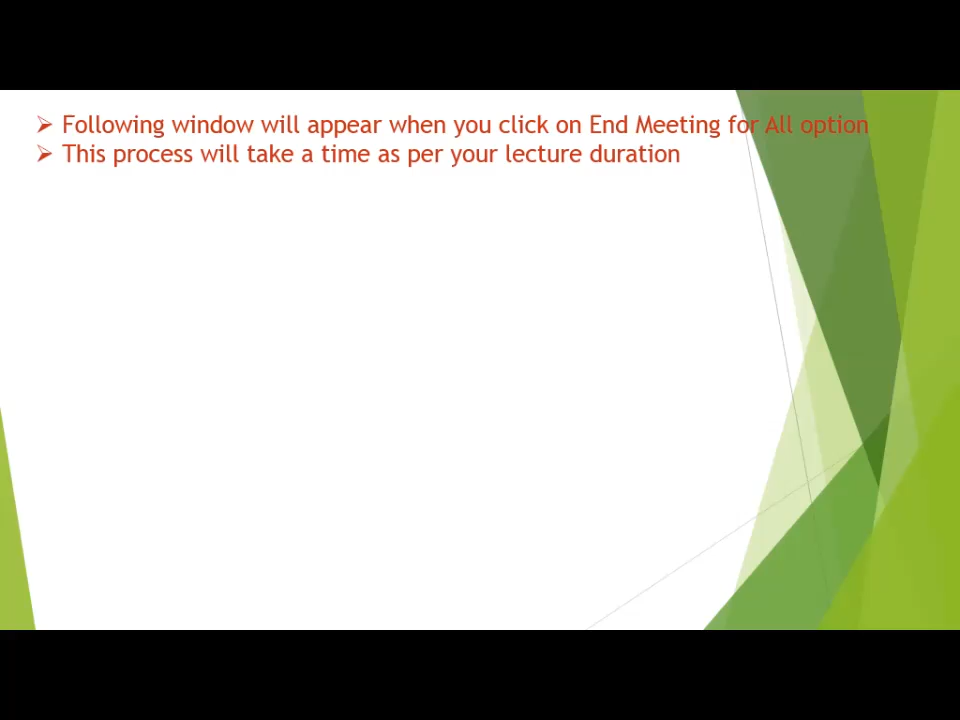 ➢ Following window will appear when you click on End Meeting for All option
➢ This process will take a time as per your lecture duration